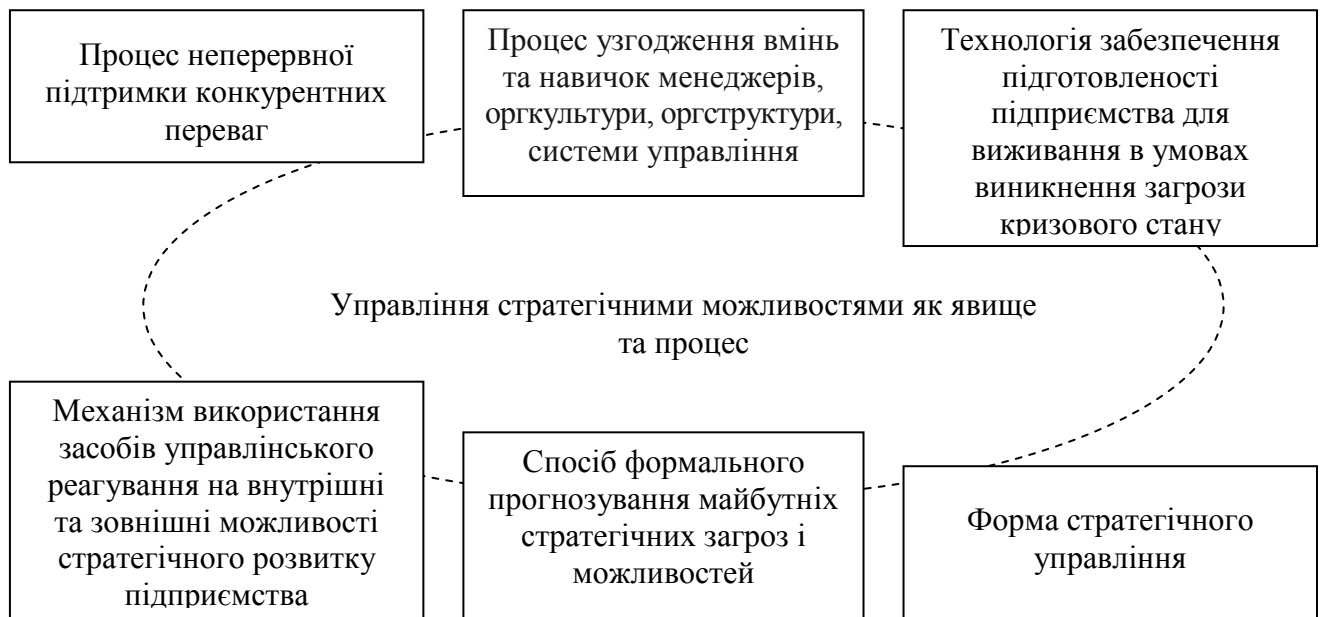 Процес неперервної
підтримки конкурентних
переваг
Процес узгодження вмінь
та навичок менеджерів,
оргкультури, оргструктури,
системи управління
Технологія забезпечення
підготовленості
підприємства для
виживання в умовах
виникнення загрози
кризового стану
Управління стратегічними можливостями як явище
та процес
Механізм використання
засобів управлінського
реагування на внутрішні
та зовнішні можливості
стратегічного розвитку
підприємства
Спосіб формального
прогнозування майбутніх
стратегічних загроз і
можливостей
Форма стратегічного
управління